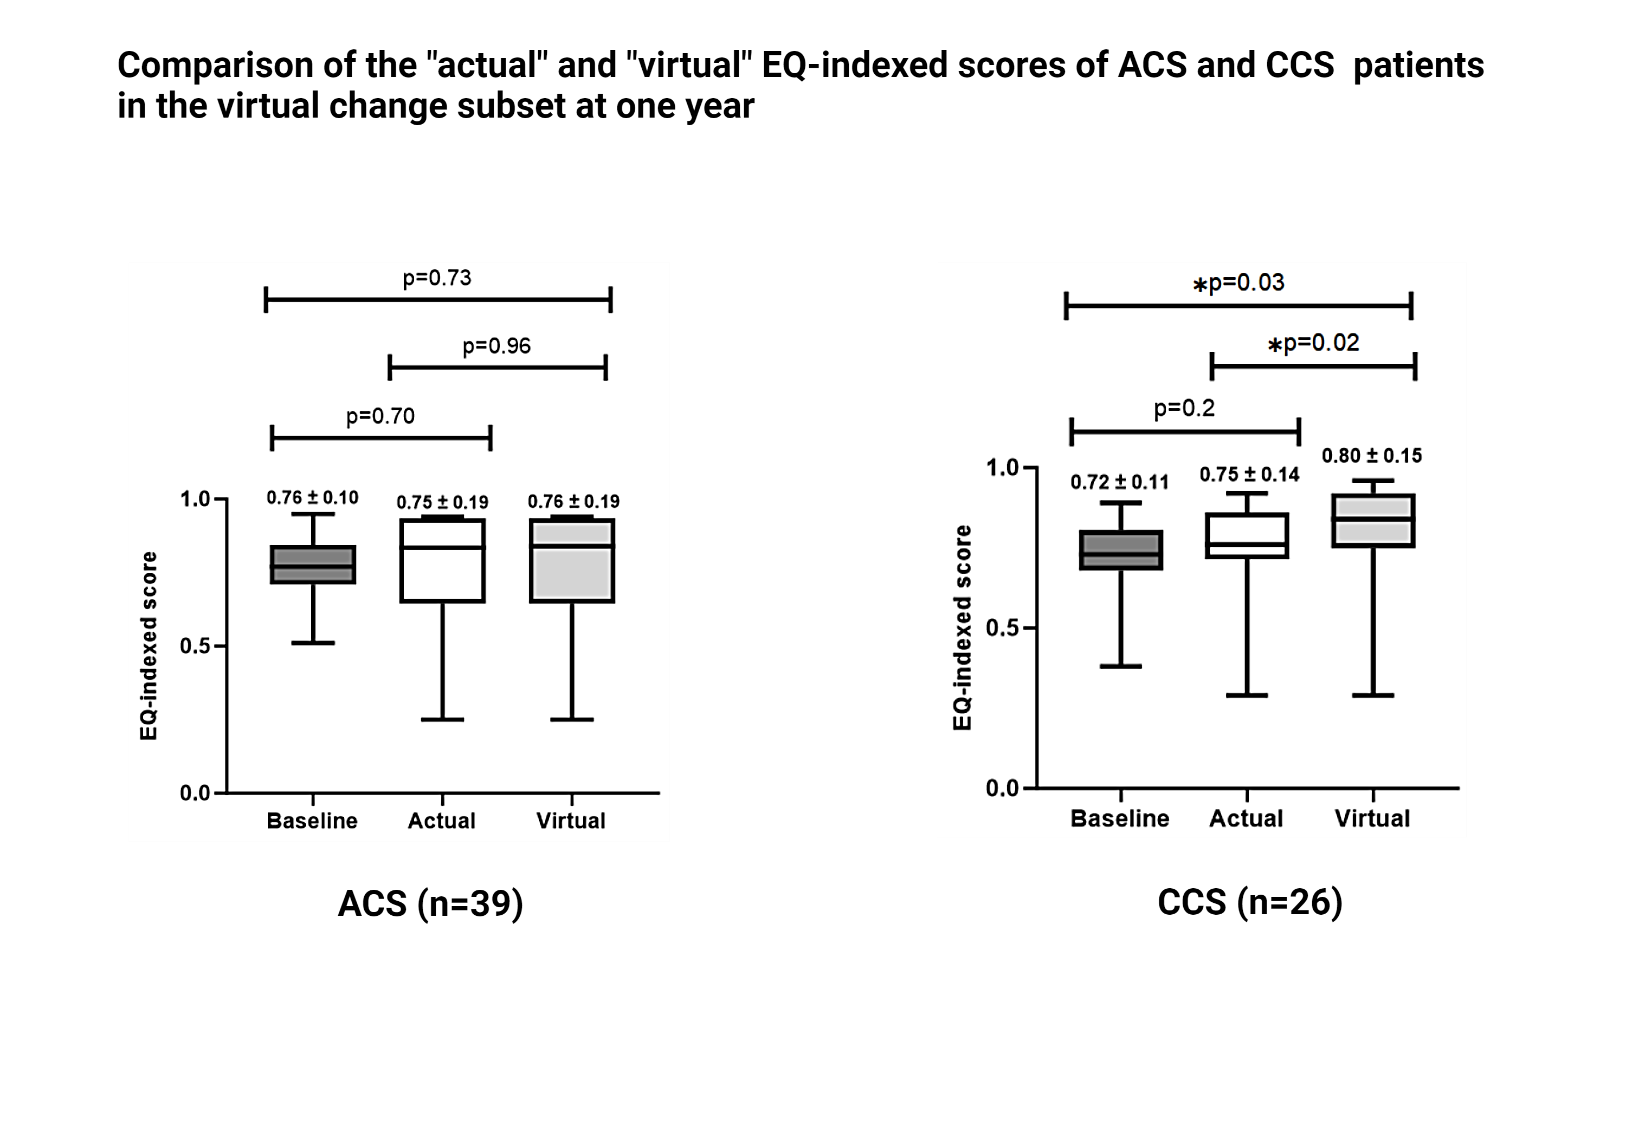 Comparison of the "actual" and "virtual" EQ-indexed scores of ACS and CCS patients
in the virtual change subset at one year
p=0.73
p=0.96
p=0.70
1.0
0.76 ± 0.10
0.75 ± 0.19
0.76 ± 0.19
0.5
0.0
EQ-indexed score
Baseline
Actual
Virtual
ACS (n=39)
*p=0.03
*p=0.02
p=0.2
1.0
0.72 ± 0.11
0.75 ± 0.14
0.80 ± 0.15
0.5
0.0
EQ-indexed score
Baseline
Actual
Virtual
CCS (n=26)